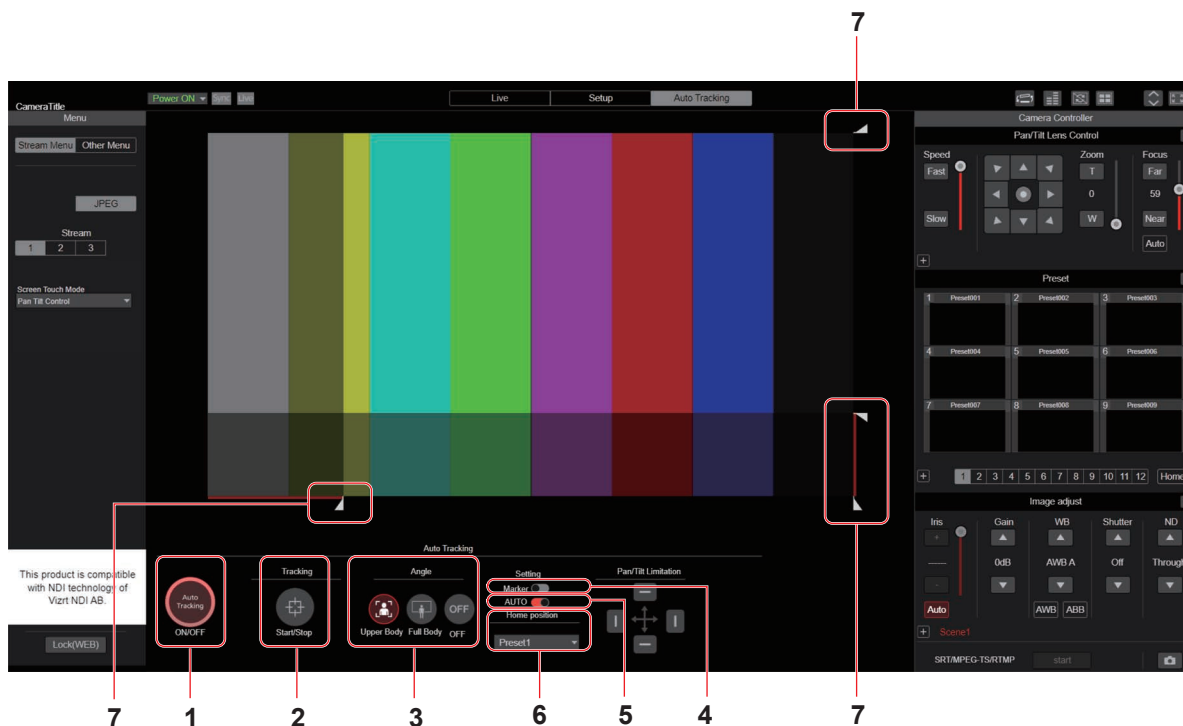 7
CameraTitle
Power ON
Sync
Live
Live
Setup
Auto Tracking
Menu
Stream Menu
Other Menu
JPEG
Stream
1 2 3
Screen Touch Mode
Pan Tilt Control
This product is compatible
with NDI technology of
Vizrt NDI AB.
Lock(WEB)
Auto Tracking
Auto
Tracking
ON/OFF
Tracking
Start/Stop
Angle
Upper Body
Full Body
OFF
OFF
Setting
Marker
AUTO
Home position
Preset1
Pan/Tilt Limitation
Camera Controller
Pan/Tilt Lens Control
Speed
Fast
Slow
Zoom
T
0
W
Focus
Far
59
Near
Auto
+
Preset
1 Preset001
2 Preset002
3 Preset003
4 Preset004
5 Preset005
6 Preset006
7 Preset007
8 Preset008
9 Preset009
+
1 2 3 4 5 6 7 8 9 10 11 12
Home
Image adjust
Iris
+
-
Auto
Gain
0dB
WB
AWB A
AWB
ABB
Shutter
Off
ND
Through
+ Scene1
SRT/MPEG-TS/RTMP
start
7 1 2 3 6 5 4 7